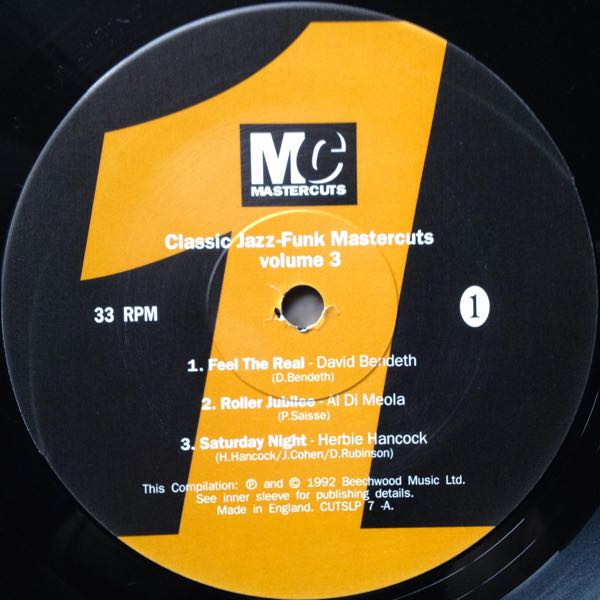 1
MC
MASTERCUTS
Classic Jazz-Funk Mastercuts
volume 3
33 RPM
1
1. Feel The Real - David Bendeth
(D.Bendeth)
2. Roller Jubilee - Al Di Meola
(P.Saisse)
3. Saturday Night - Herbie Hancock
(H.Hancock/J.Cohen/D.Rubinson)
This Compilation: ℗ and © 1992 Beechwood Music Ltd.
See inner sleeve for publishing details.
Made in England. CUTSLP 7 -A.